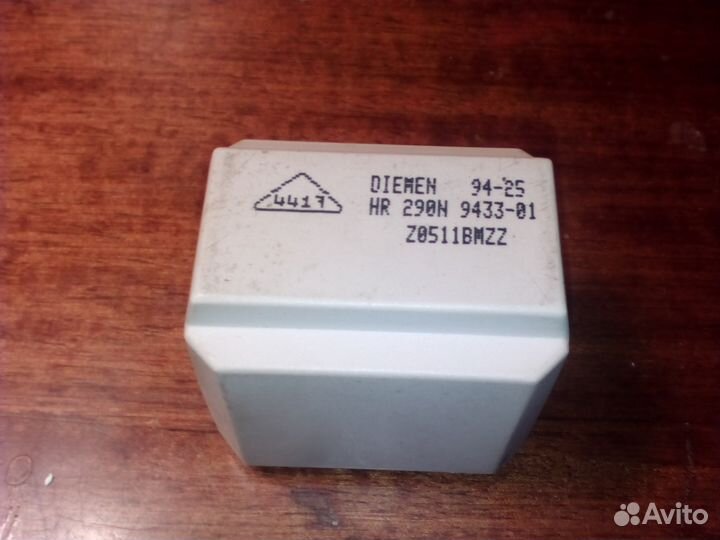 4417
DIEMEN 94-25
HR 290N 9433-01
Z0511BMZZ
Avito